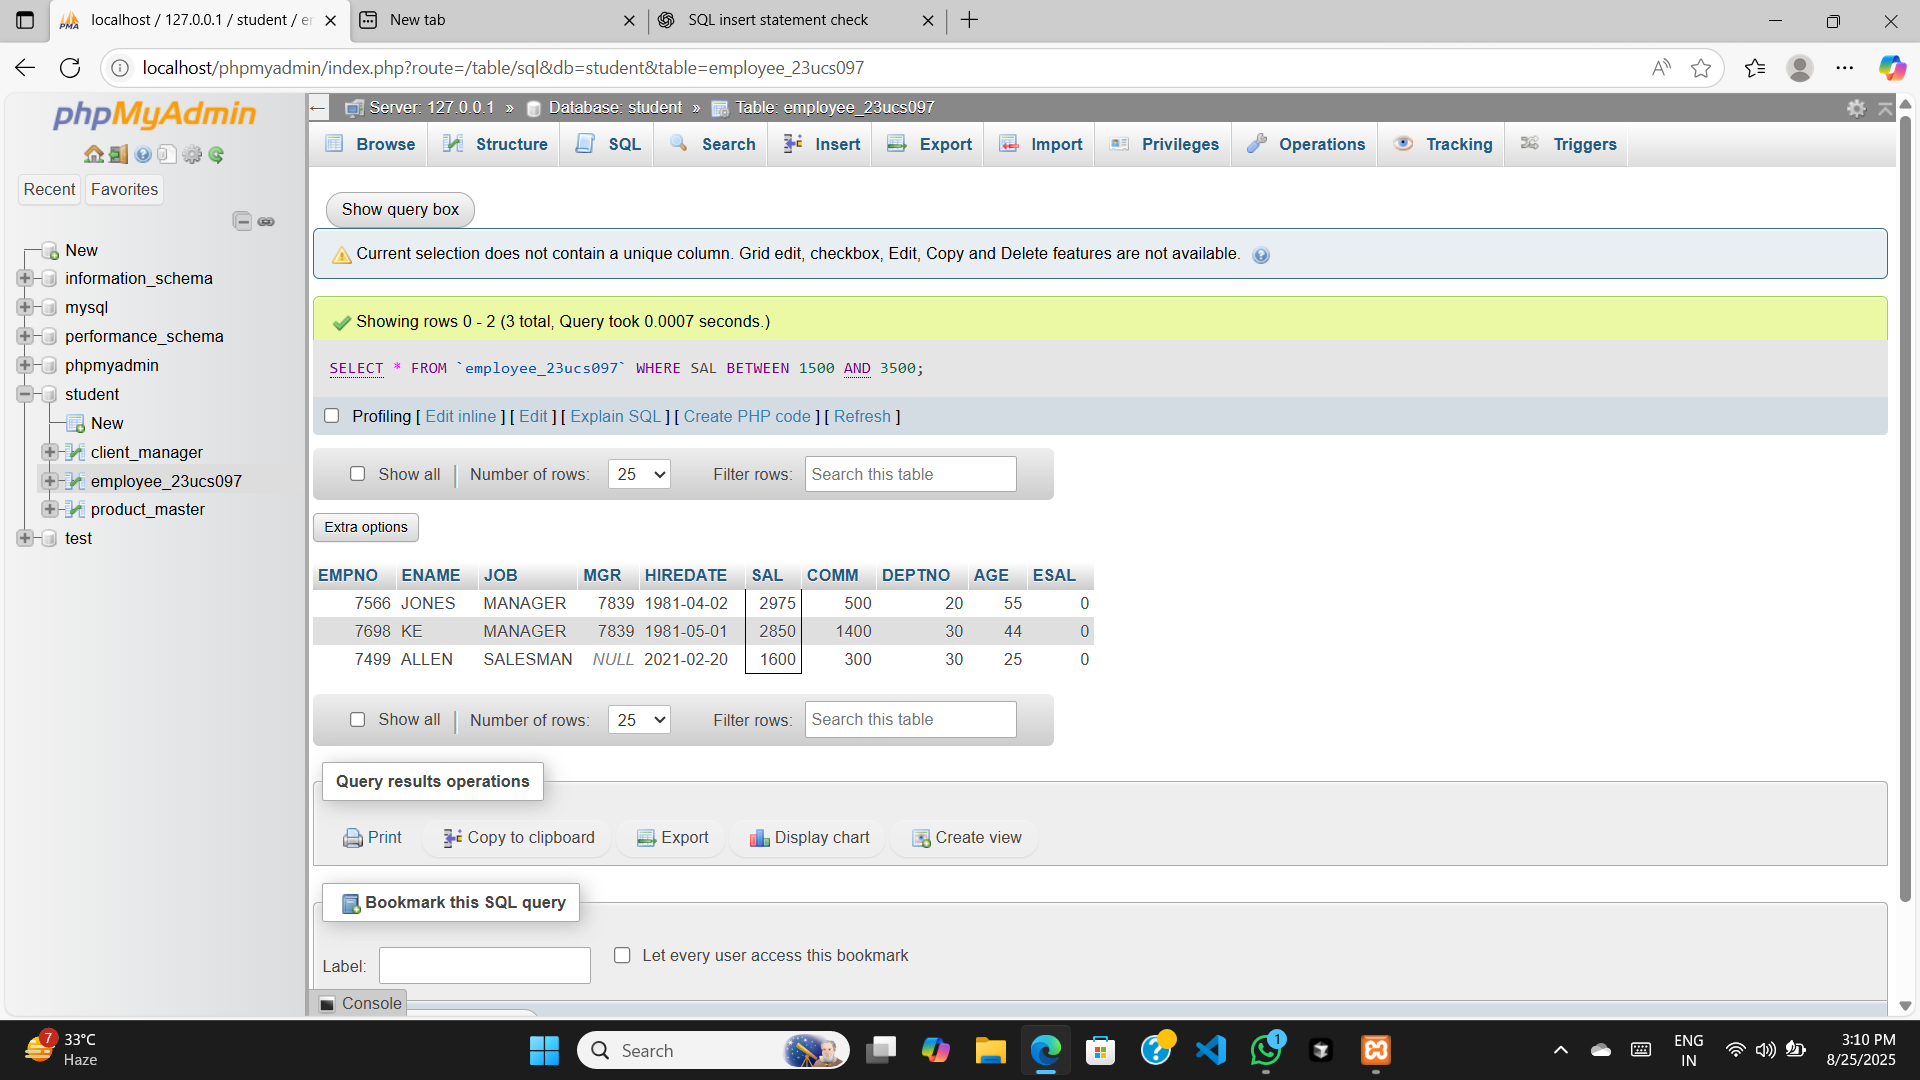 localhost / 127.0.0.1 / student / e
New tab
SQL insert statement check
localhost/phpmyadmin/index.php?route=/table/sql&db=student&table=employee_23ucs097
phpMyAdmin
Recent
Favorites
New
information_schema
mysql
performance_schema
phpmyadmin
student
New
client_manager
employee_23ucs097
product_master
test
Server: 127.0.0.1 » Database: student » Table: employee_23ucs097
Browse Structure SQL Search Insert Export Import Privileges Operations Tracking Triggers
Show query box
Current selection does not contain a unique column. Grid edit, checkbox, Edit, Copy and Delete features are not available.
Showing rows 0 - 2 (3 total, Query took 0.0007 seconds.)
SELECT * FROM `employee_23ucs097` WHERE SAL BETWEEN 1500 AND 3500;
Profiling [ Edit inline ] [ Edit ] [ Explain SQL ] [ Create PHP code ] [ Refresh ]
Show all Number of rows: 25 Filter rows: Search this table
Extra options
EMPNO ENAME JOB MGR HIREDATE SAL COMM DEPTNO AGE ESAL
7566 JONES MANAGER 7839 1981-04-02 2975 500 20 55 0
7698 KE MANAGER 7839 1981-05-01 2850 1400 30 44 0
7499 ALLEN SALESMAN NULL 2021-02-20 1600 300 30 25 0
Show all Number of rows: 25 Filter rows: Search this table
Query results operations
Print Copy to clipboard Export Display chart Create view
Bookmark this SQL query
Label:
Let every user access this bookmark
Console
7
33°C
Haze
Search
1
ENG
IN
3:10 PM
8/25/2025